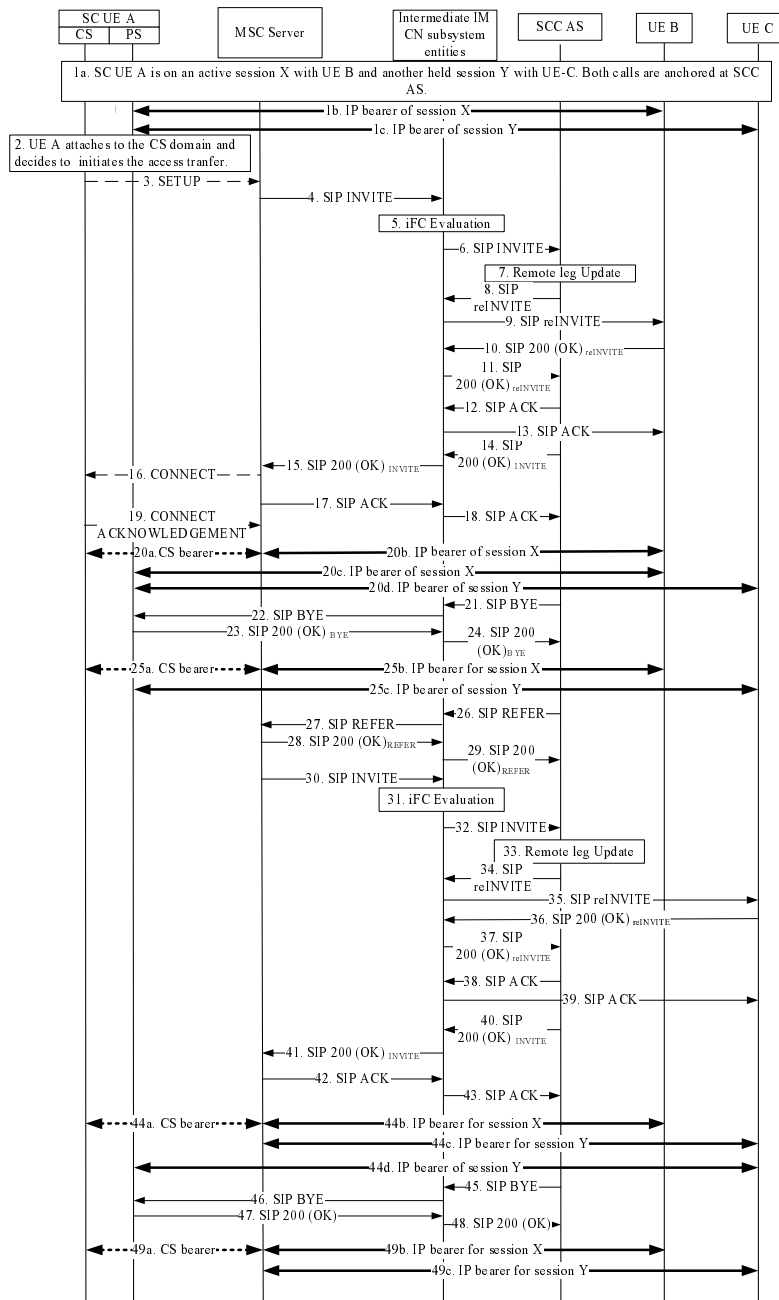 SC UE A
CS PS
MSC Server
Intermediate IM
CN subsystem
entities
SCC AS
UE B
UE C
1a. SC UE A is on an active session X with UE B and another held session Y with UE-C. Both calls are anchored at SCC
AS.
1b. IP bearer of session X
1c. IP bearer of session Y
2. UE A attaches to the CS domain and
decides to initiates the access tranfer.
3. SETUP
4. SIP INVITE
5. iFC Evaluation
6. SIP INVITE
7. Remote leg Update
8. SIP
reINVITE
9. SIP reINVITE
10. SIP 200 (OK) reINVITE
11. SIP
200 (OK) reINVITE
12. SIP ACK
13. SIP ACK
14. SIP
200 (OK) INVITE
15. SIP 200 (OK) INVITE
16. CONNECT
17. SIP ACK
18. SIP ACK
19. CONNECT
ACKNOWLEDGEMENT
20a. CS bearer
20b. IP bearer of session X
20c. IP bearer of session X
20d. IP bearer of session Y
21. SIP BYE
22. SIP BYE
23. SIP 200 (OK) BYE
24. SIP 200
(OK)BYE
25a. CS bearer
25b. IP bearer for session X
25c. IP bearer of session Y
26. SIP REFER
27. SIP REFER
28. SIP 200 (OK)REFER
29. SIP 200
(OK)REFER
30. SIP INVITE
31. iFC Evaluation
32. SIP INVITE
33. Remote leg Update
34. SIP
reINVITE
35. SIP reINVITE
36. SIP 200 (OK) reINVITE
37. SIP
200 (OK) reINVITE
38. SIP ACK
39. SIP ACK
40. SIP
200 (OK) INVITE
41. SIP 200 (OK) INVITE
42. SIP ACK
43. SIP ACK
44a. CS bearer
44b. IP bearer for session X
44c. IP bearer for session Y
44d. IP bearer of session Y
45. SIP BYE
46. SIP BYE
47. SIP 200 (OK)
48. SIP 200 (OK)
49a. CS bearer
49b. IP bearer for session X
49c. IP bearer for session Y